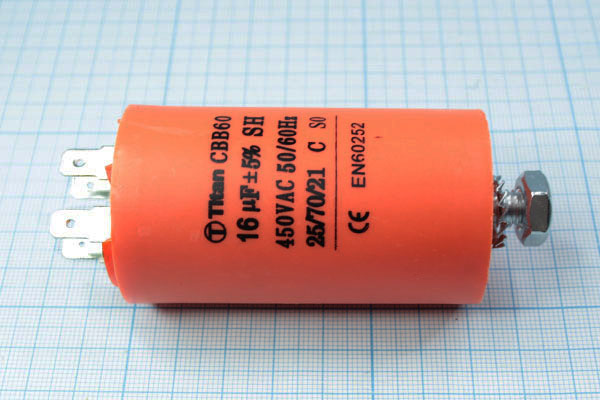 Titan CBB60
16 µF ± 5% SH
450VAC 50/60Hz
25/70/21 C S0
CE EN60252